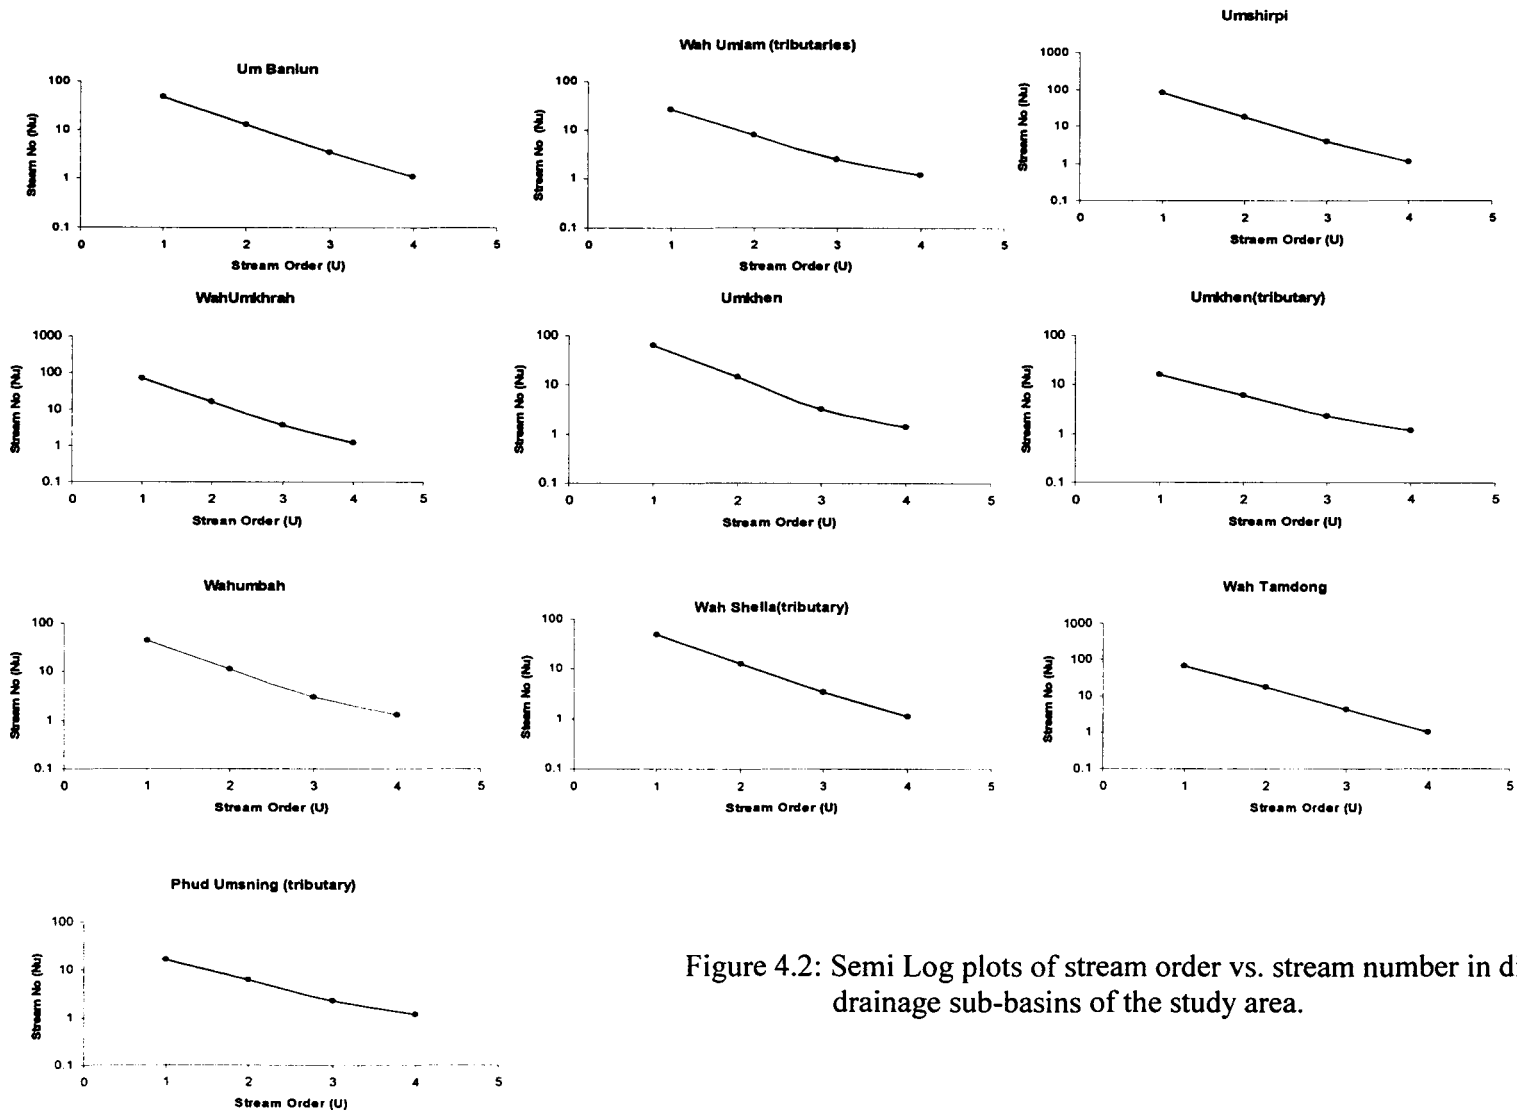 Um Banlun
100
10
1
0.1
Steam No (Nu)
0 1 2 3 4 5
Stream Order (U)
Wah Umiam (tributaries)
100
10
1
0.1
Stream No (Nu)
0 1 2 3 4 5
Stream Order (U)
Umshirpi
1000
100
10
1
0.1
Stream No (Nu)
0 1 2 3 4 5
Straem Order (U)
WahUmkhrah
1000
100
10
1
0.1
Stream No (Nu)
0 1 2 3 4 5
Strean Order (U)
Umkhen
100
10
1
0.1
Stream No (Nu)
0 1 2 3 4 5
Stream Order (U)
Umkhen(tributary)
100
10
1
0.1
Stream No (Nu)
0 1 2 3 4 5
Stream Order (U)
Wahumbah
100
10
1
0.1
Stream No (Nu)
0 1 2 3 4 5
Stream Order (U)
Wah Shella(tributary)
100
10
1
0.1
Steam No (Nu)
0 1 2 3 4 5
Stream Order (U)
Wah Tamdong
1000
100
10
1
0.1
Stream No (Nu)
0 1 2 3 4 5
Stream Order (U)
Phud Umsning (tributary)
100
10
1
0.1
Stream No (Nu)
0 1 2 3 4 5
Stream Order (U)
Figure 4.2: Semi Log plots of stream order vs. stream number in di
drainage sub-basins of the study area.